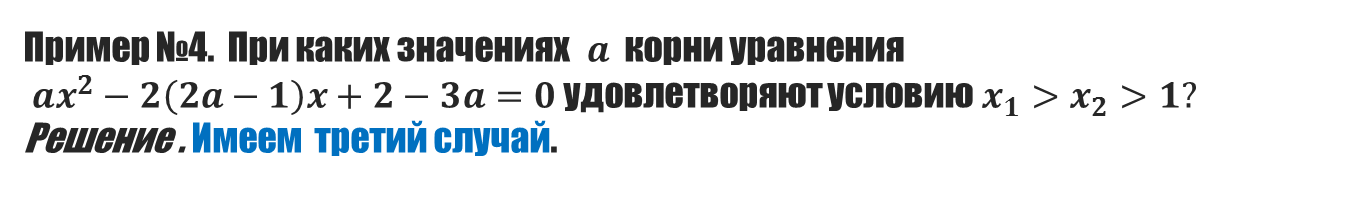 Пример №4. При каких значениях a корни уравнения
ax² − 2(2a − 1)x + 2 − 3a = 0 удовлетворяют условию x₁ > x₂ > 1?
Решение. Имеем третий случай.